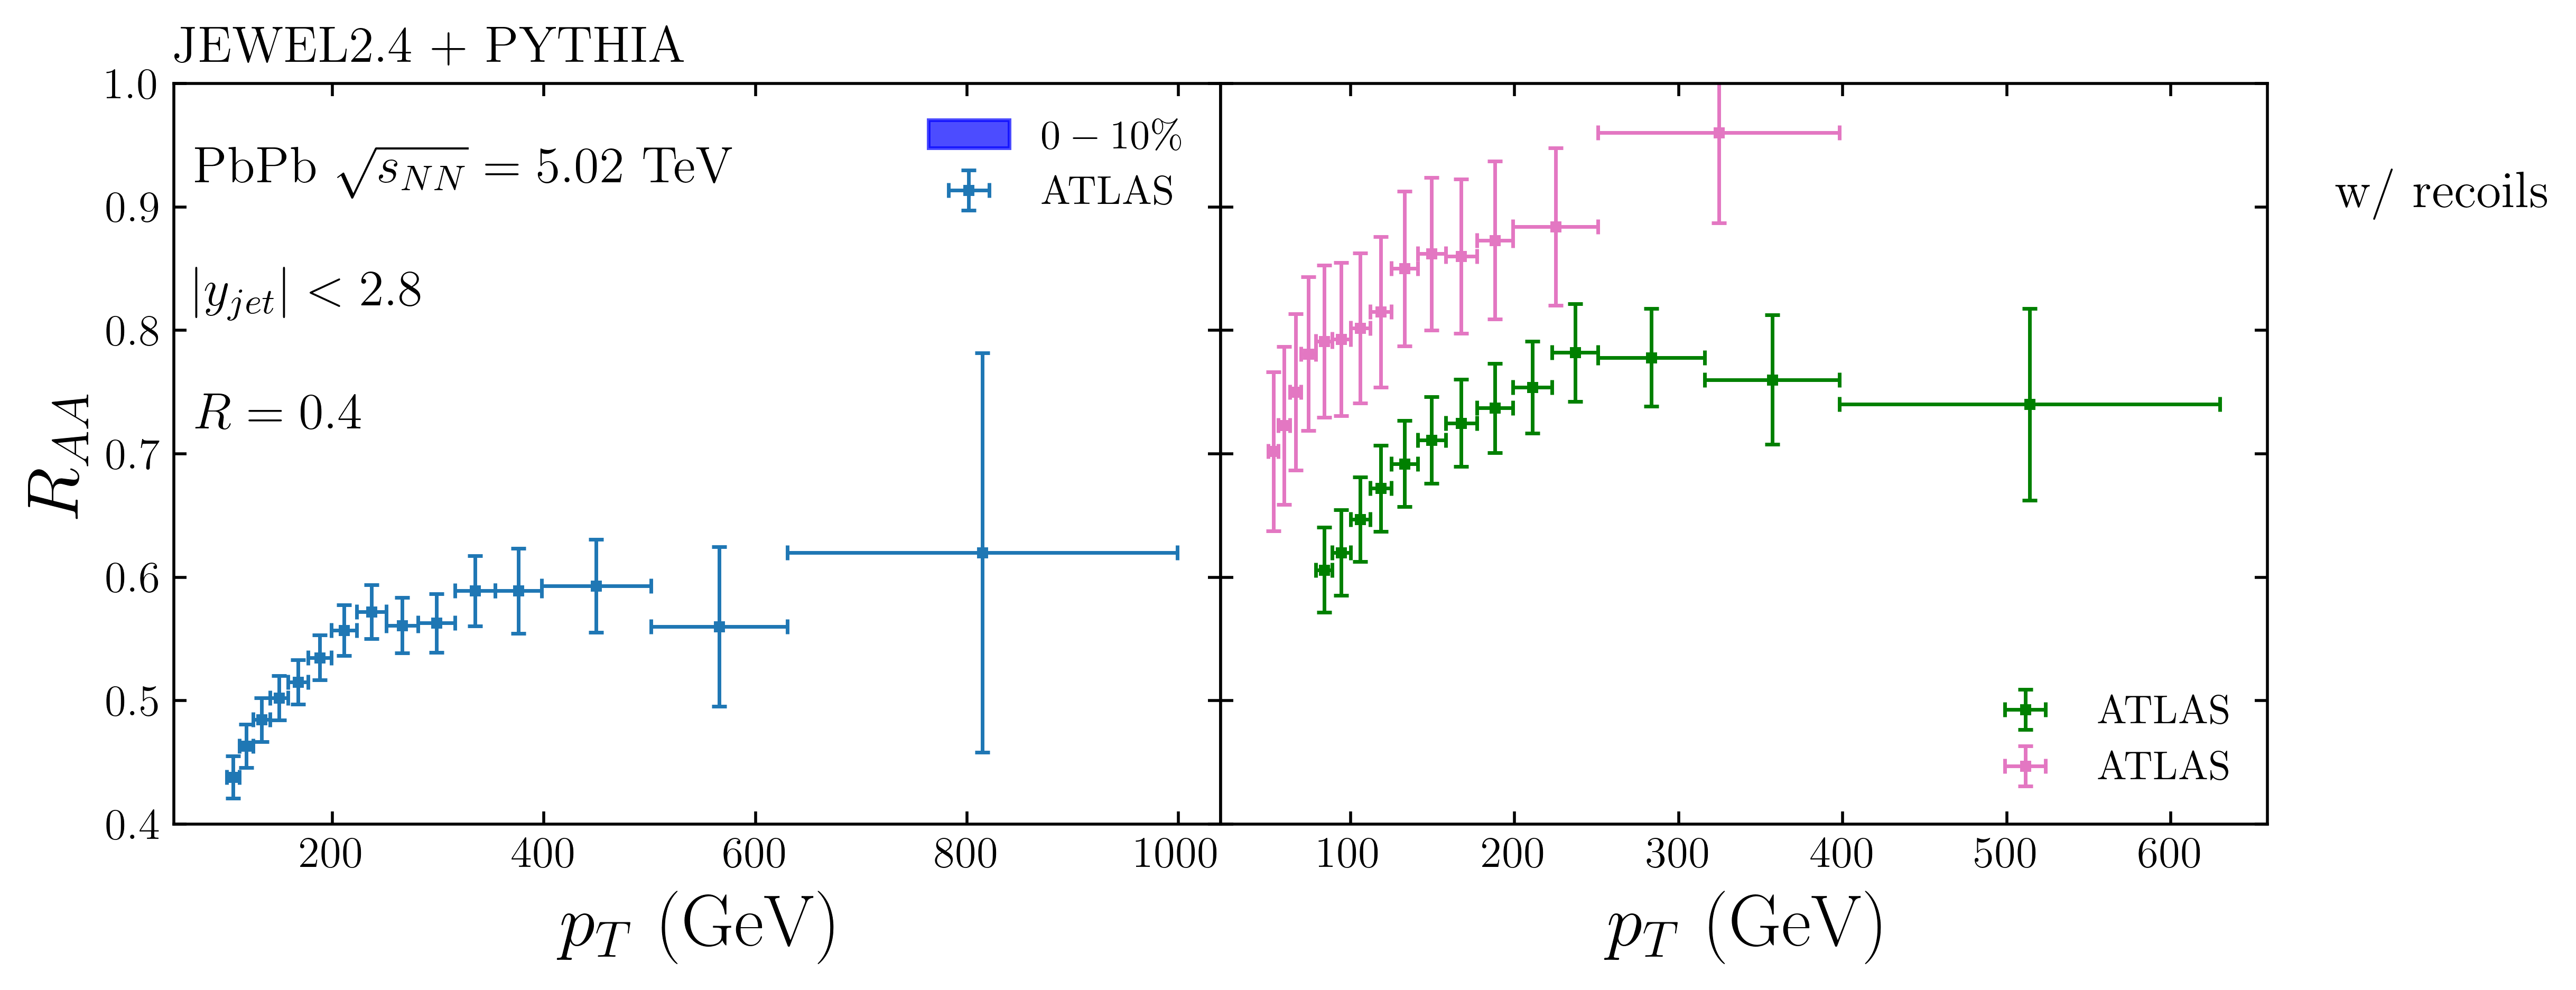 JEWEL2.4 + PYTHIA
PbPb √s_NN = 5.02 TeV
|y_jet| < 2.8
R = 0.4
0 − 10%
ATLAS
w/ recoils
ATLAS
ATLAS
R_AA
1.0
0.9
0.8
0.7
0.6
0.5
0.4
200 400 600 800 1000
100 200 300 400 500 600
p_T (GeV)
p_T (GeV)